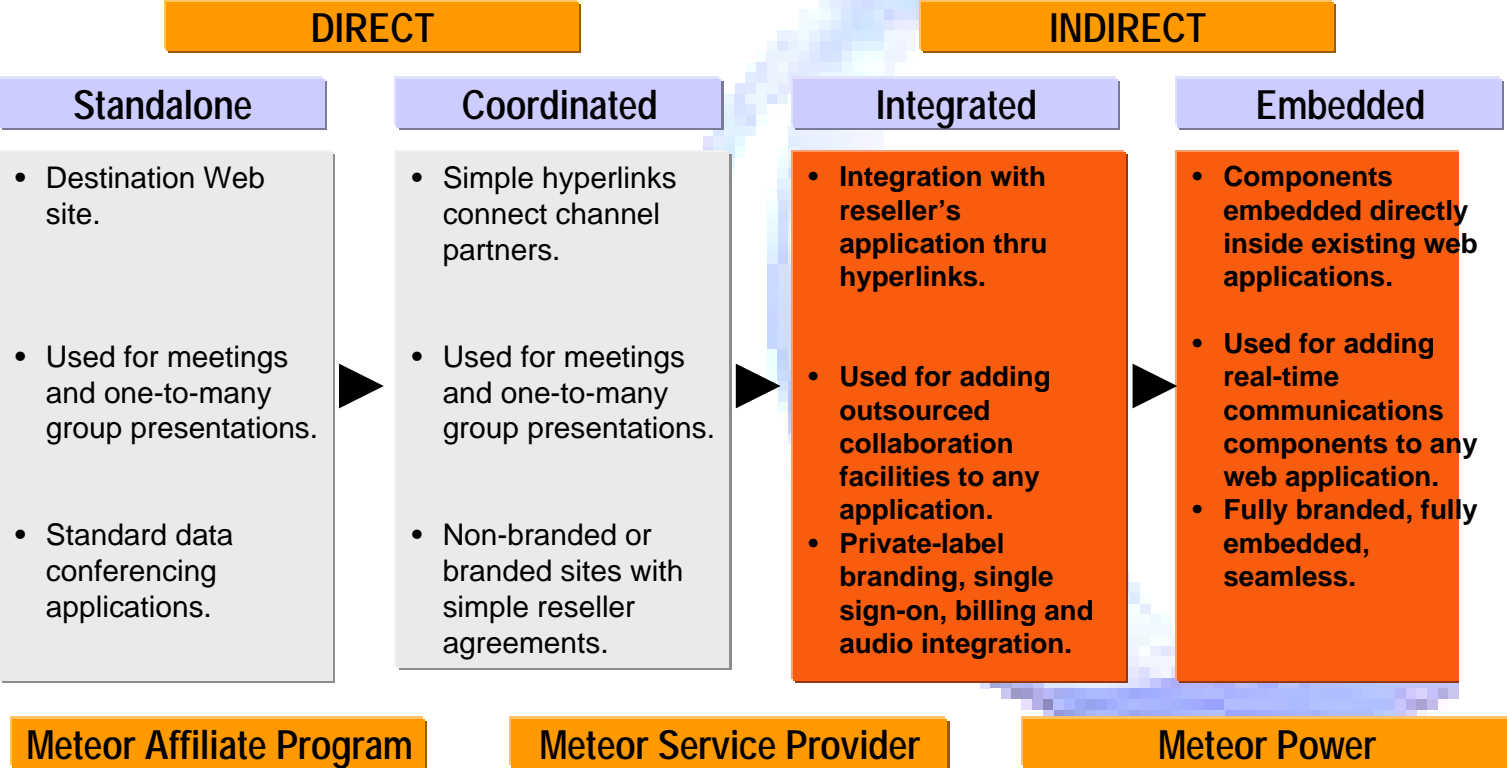 DIRECT
INDIRECT
Standalone
Coordinated
Integrated
Embedded
• Destination Web
site.
• Used for meetings
and one-to-many
group presentations.
• Standard data
conferencing
applications.
• Simple hyperlinks
connect channel
partners.
• Used for meetings
and one-to-many
group presentations.
• Non-branded or
branded sites with
simple reseller
agreements.
• Integration with
reseller’s
application thru
hyperlinks.
• Used for adding
outsourced
collaboration
facilities to any
application.
• Private-label
branding, single
sign-on, billing and
audio integration.
• Components
embedded directly
inside existing web
applications.
• Used for adding
real-time
communications
components to any
web application.
• Fully branded, fully
embedded,
seamless.
Meteor Affiliate Program
Meteor Service Provider
Meteor Power